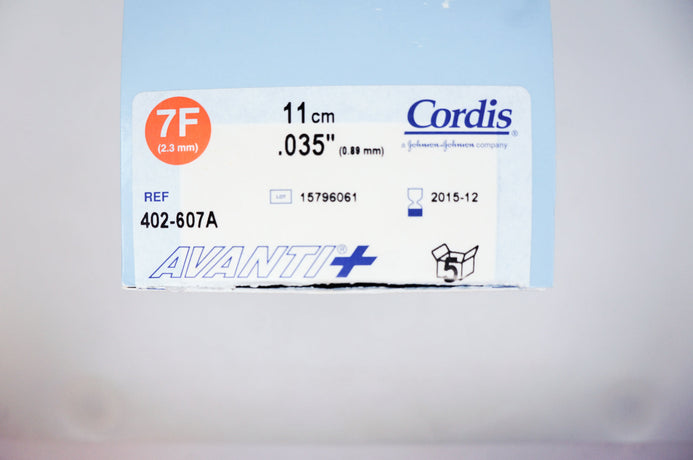 7F
(2.3 mm)
11 cm
.035" (0.89 mm)
Cordis®
a Johnson & Johnson company
REF
402-607A
LOT 15796061
2015-12
AVANTI®+
5